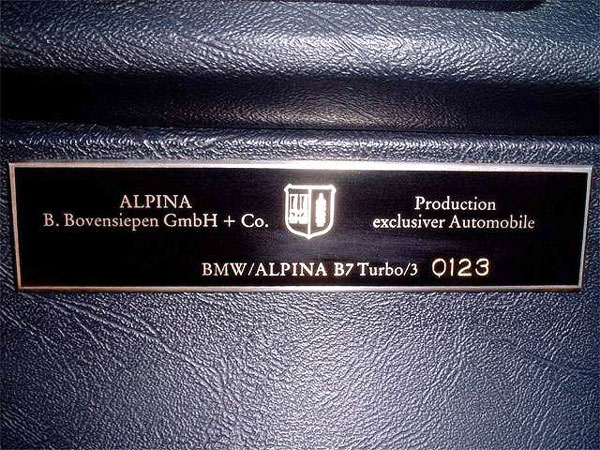 ALPINA
B. Bovensiepen GmbH + Co.
Production
exclusiver Automobile
BMW/ALPINA B7 Turbo/3 0123